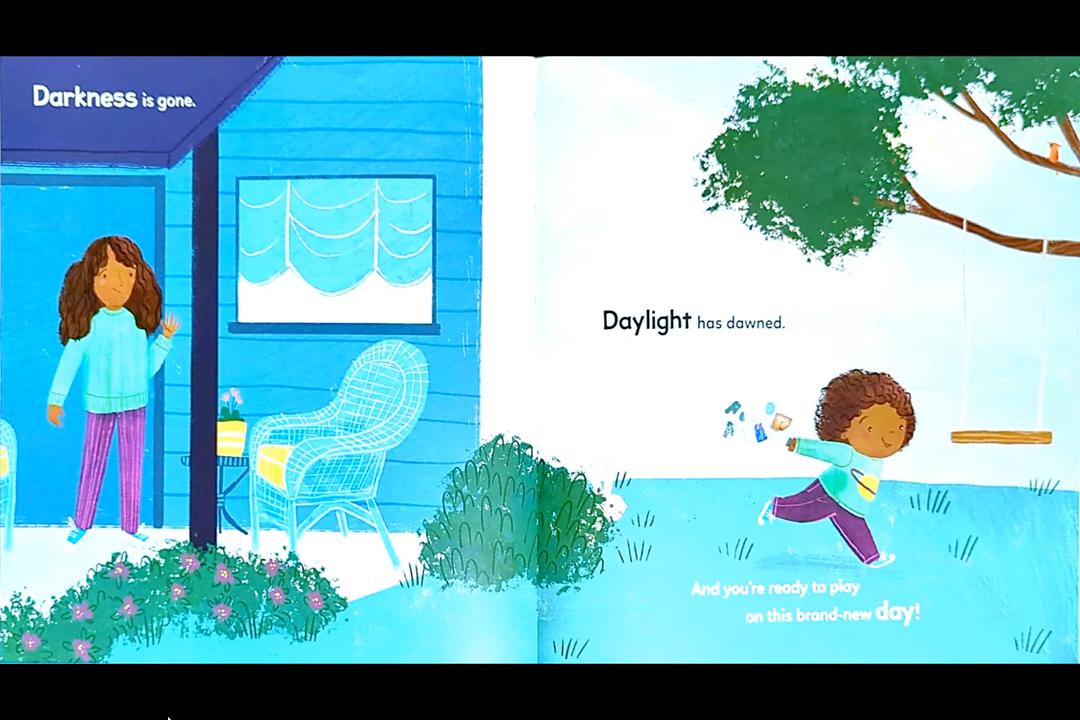 Darkness is gone.
Daylight has dawned.
And you're ready to play
on this brand-new day!